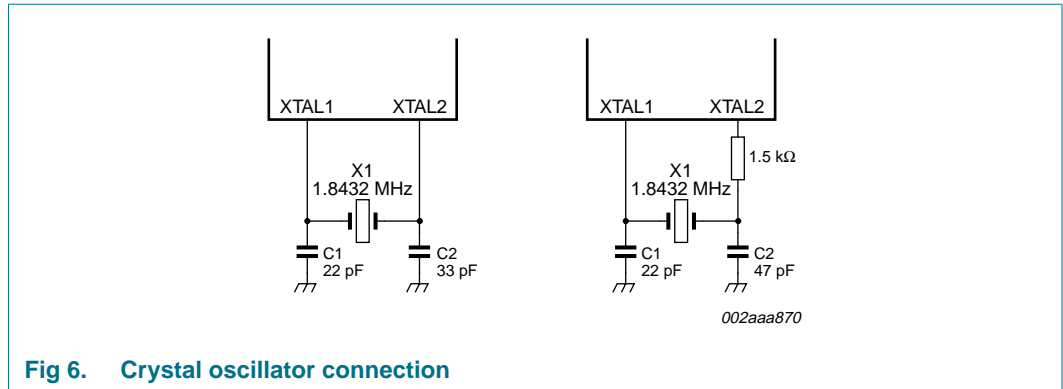 XTAL1 XTAL2
X1
1.8432 MHz
C1
22 pF
C2
33 pF
XTAL1 XTAL2
1.5 kΩ
X1
1.8432 MHz
C1
22 pF
C2
47 pF
002aaa870
Fig 6. Crystal oscillator connection